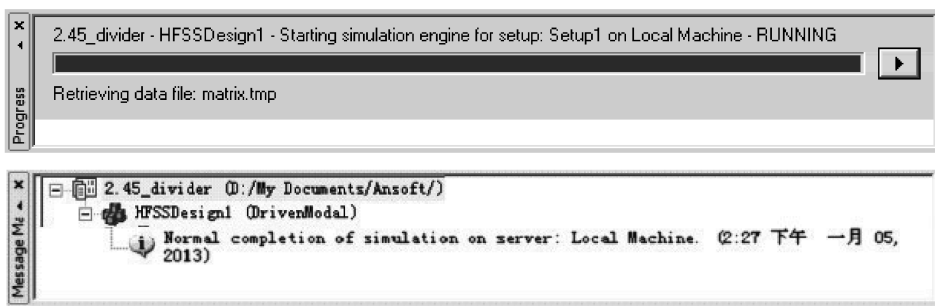 2.45_divider - HFSSDesign1 - Starting simulation engine for setup: Setup1 on Local Machine - RUNNING
Retrieving data file: matrix.tmp
Progress
2.45_divider (D:/My Documents/Ansoft/)
HFSSDesign1 (DrivenModal)
Normal completion of simulation on server: Local Machine. (2:27 下午 一月 05,
2013)
Message Ma